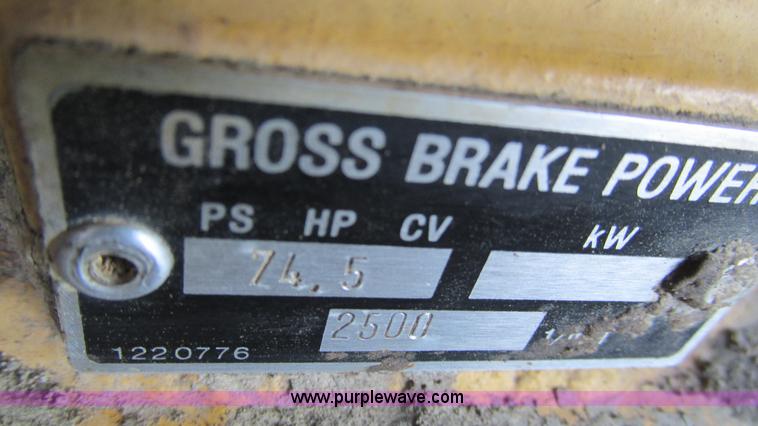 GROSS BRAKE POWER
PS HP CV kW
74.5
2500
1220776
www.purplewave.com